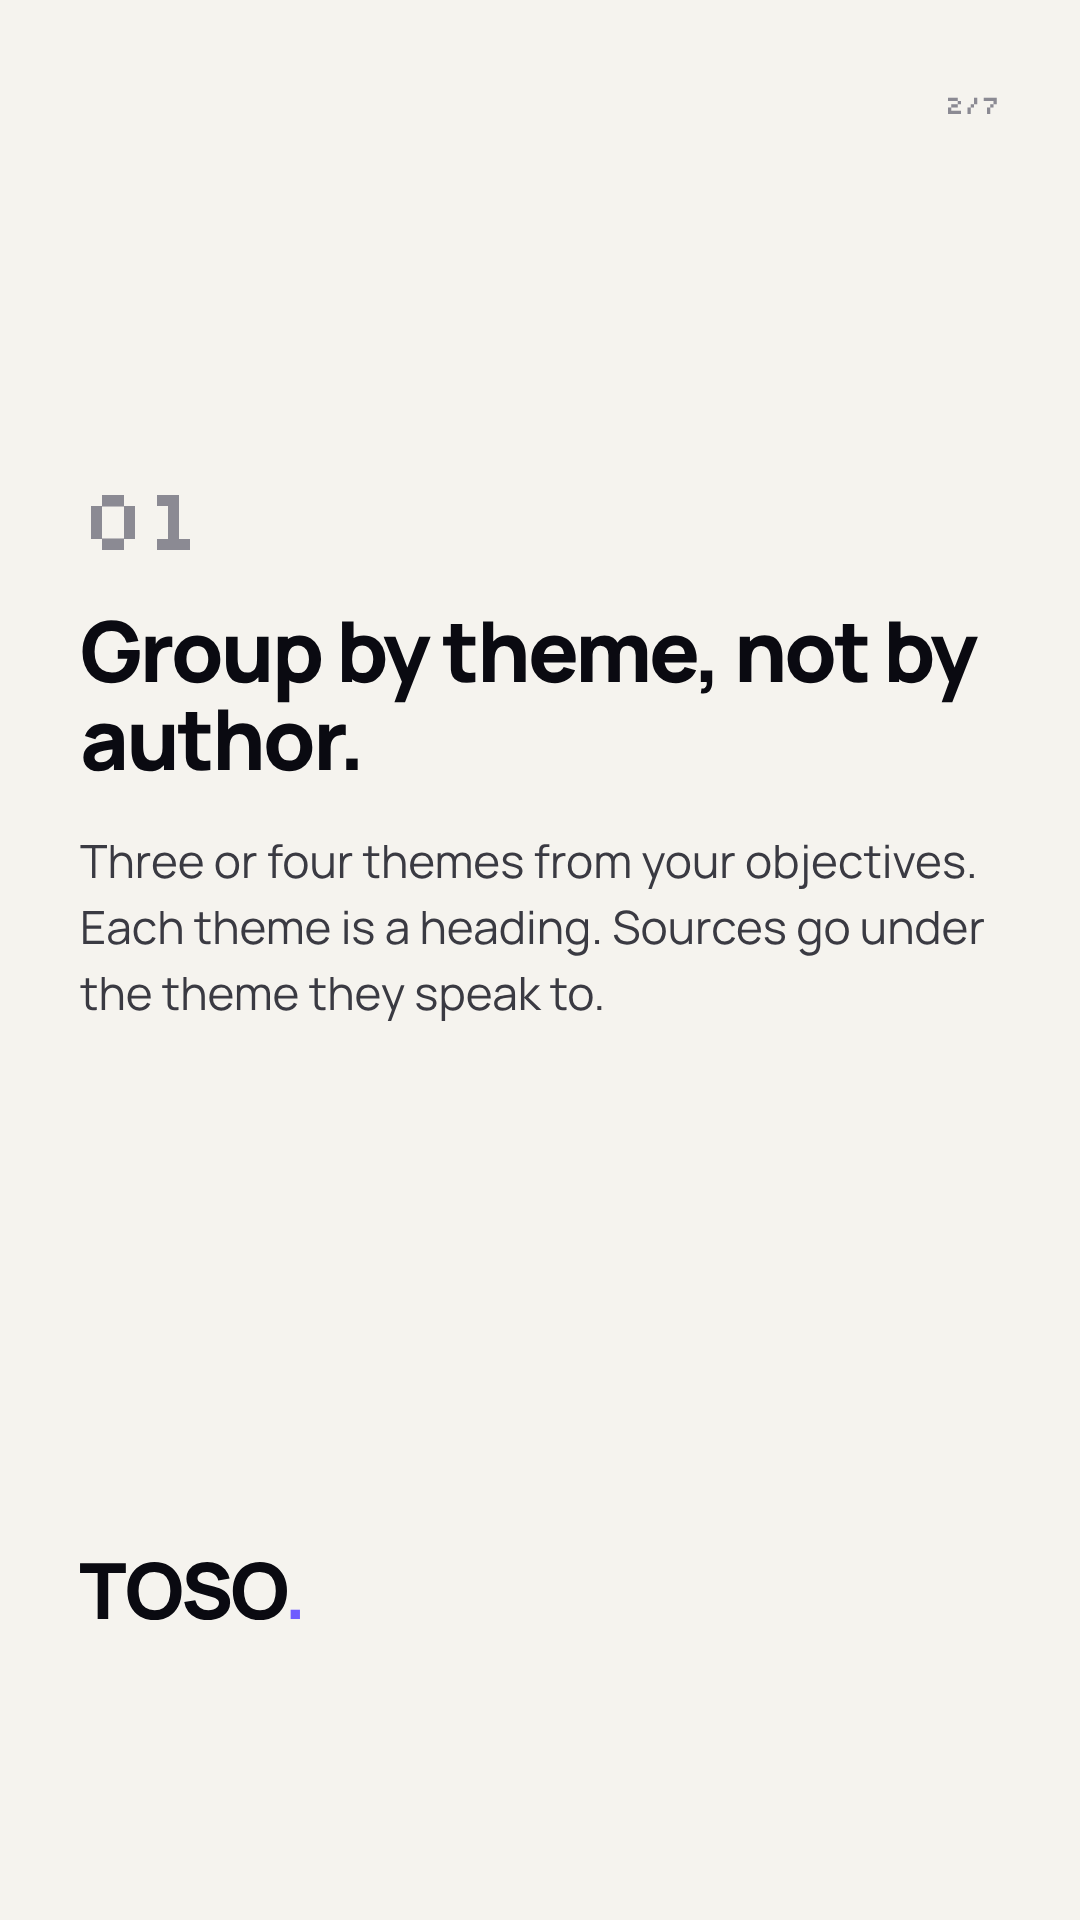 2/7
01
Group by theme, not by
author.
Three or four themes from your objectives.
Each theme is a heading. Sources go under
the theme they speak to.
TOSO.